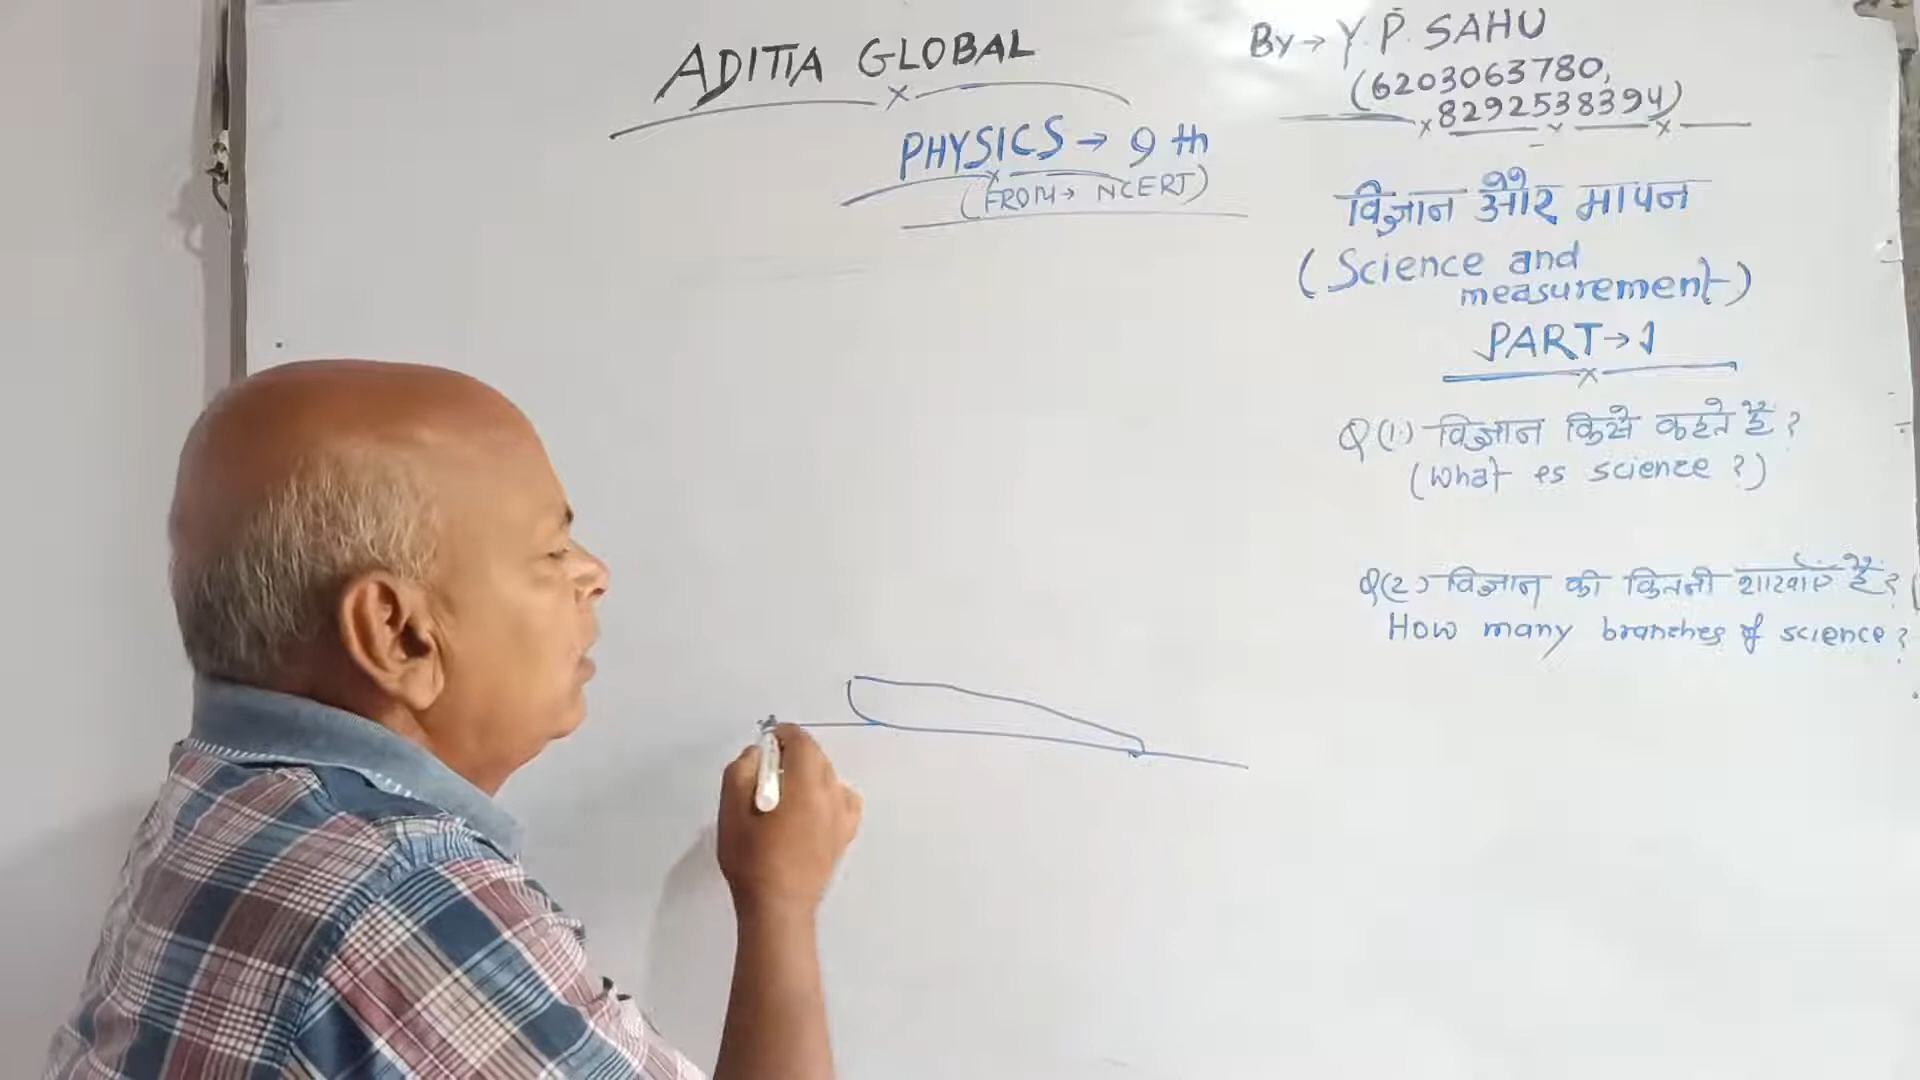 ADITIA GLOBAL
By → Y. P. SAHU
(6203063780,
8292538394)
PHYSICS → 9 th
(FROM → NCERT)
विज्ञान और मापन
(Science and
measurement)
PART → 1
Q (1.) विज्ञान किसे कहते हैं ?
(What is science ?)
Q (2.) विज्ञान की कितनी शाखाएँ हैं ?
How many branches of science ?